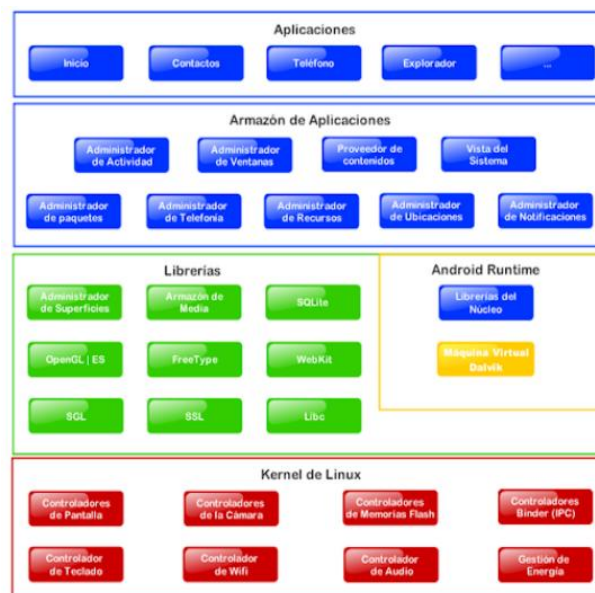 Aplicaciones
Inicio
Contactos
Teléfono
Explorador
...
Armazón de Aplicaciones
Administrador
de Actividad
Administrador
de Ventanas
Proveedor de
contenidos
Vista del
Sistema
Administrador
de paquetes
Administrador
de Telefonía
Administrador
de Recursos
Administrador
de Ubicaciones
Administrador
de Notificaciones
Librerías
Administrador
de Superficies
Armazón de
Media
SQLite
OpenGL | ES
FreeType
WebKit
SGL
SSL
Libc
Android Runtime
Librerías del
Núcleo
Máquina Virtual
Dalvik
Kernel de Linux
Controladores
de Pantalla
Controladores
de la Cámara
Controladores
de Memorias Flash
Controladores
Binder (IPC)
Controlador
de Teclado
Controlador
de Wifi
Controlador
de Audio
Gestión de
Energía